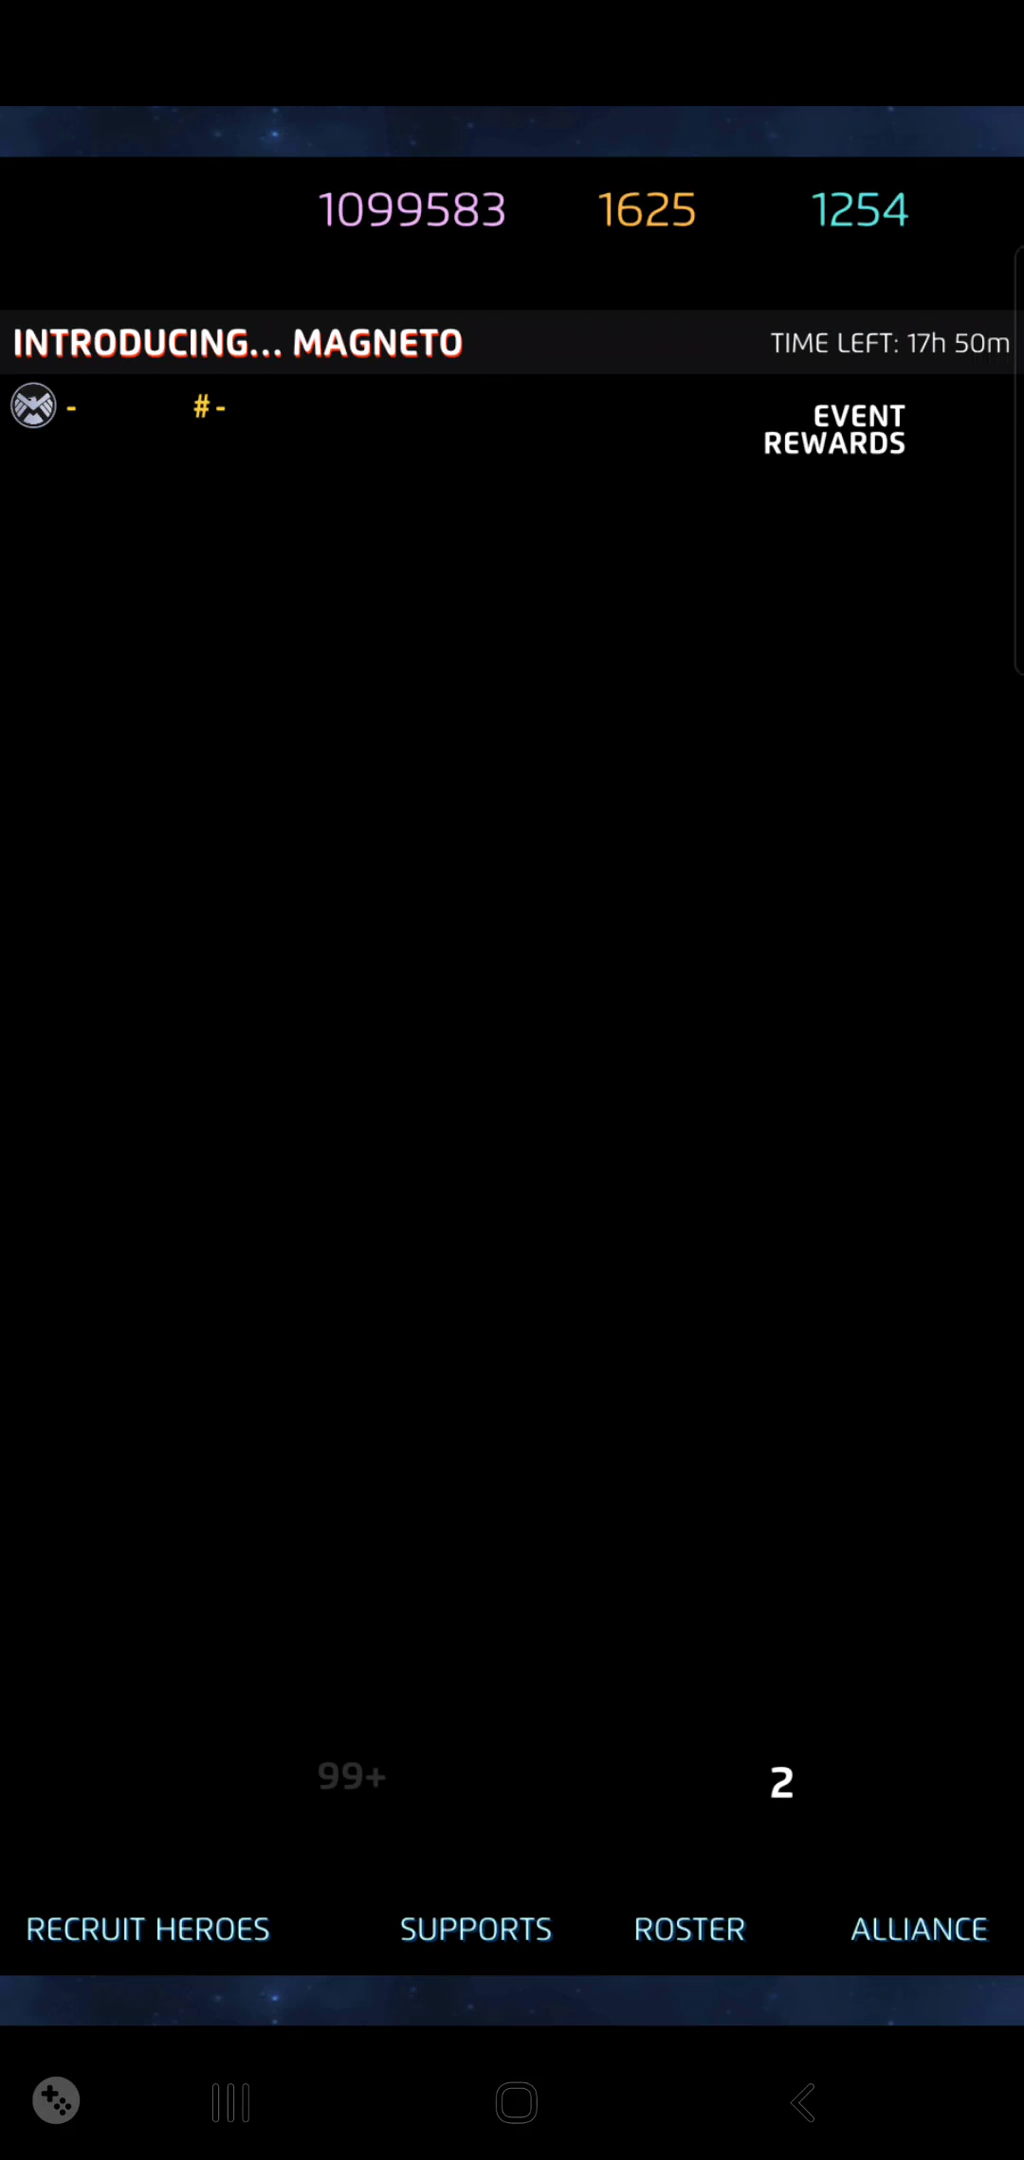 1099583 1625 1254
INTRODUCING... MAGNETO TIME LEFT: 17h 50m
- #-
EVENT
REWARDS
99+ 2
RECRUIT HEROES SUPPORTS ROSTER ALLIANCE